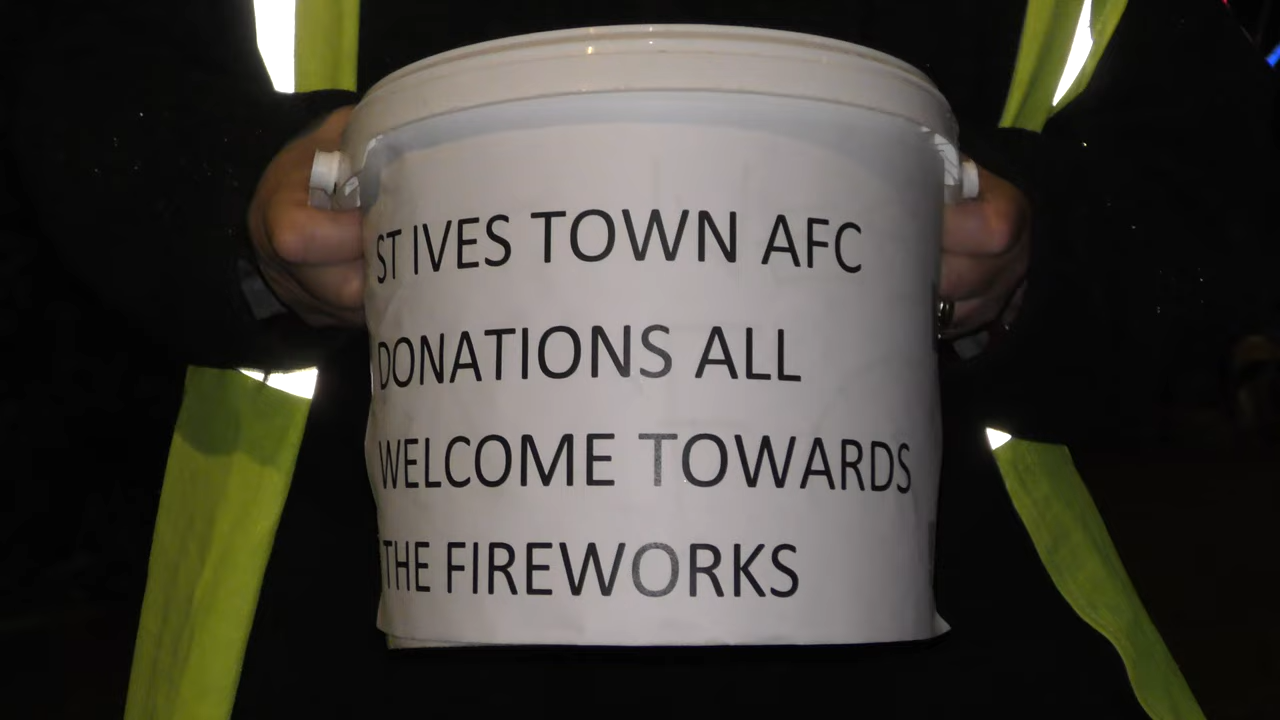 ST IVES TOWN AFC
DONATIONS ALL
WELCOME TOWARDS
THE FIREWORKS